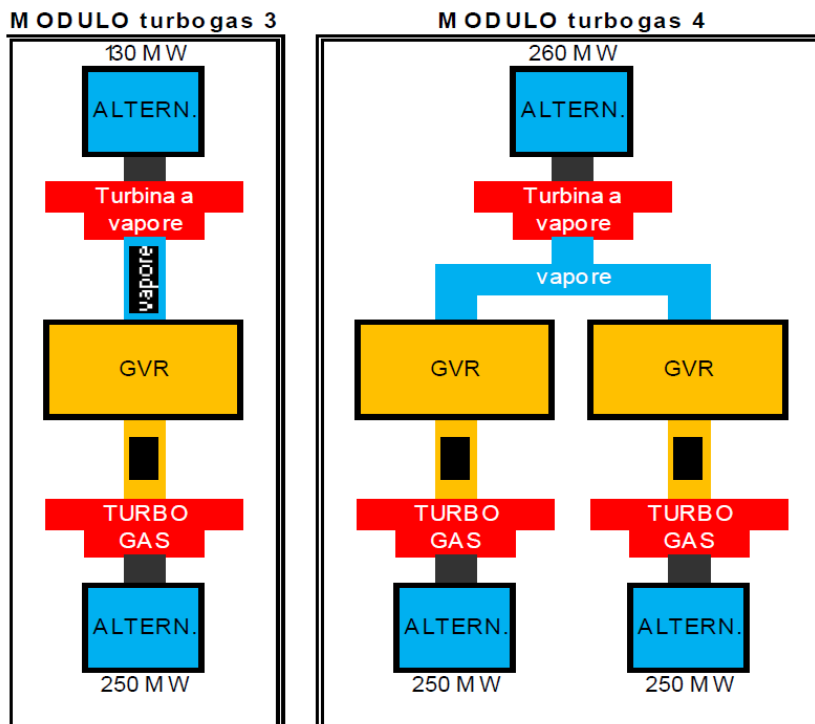 MODULO turbogas 3
130 MW
ALTERN.
Turbina a
vapore
vapore
GVR
TURBO
GAS
ALTERN.
250 MW
MODULO turbogas 4
260 MW
ALTERN.
Turbina a
vapore
vapore
GVR
GVR
TURBO
GAS
TURBO
GAS
ALTERN.
ALTERN.
250 MW
250 MW